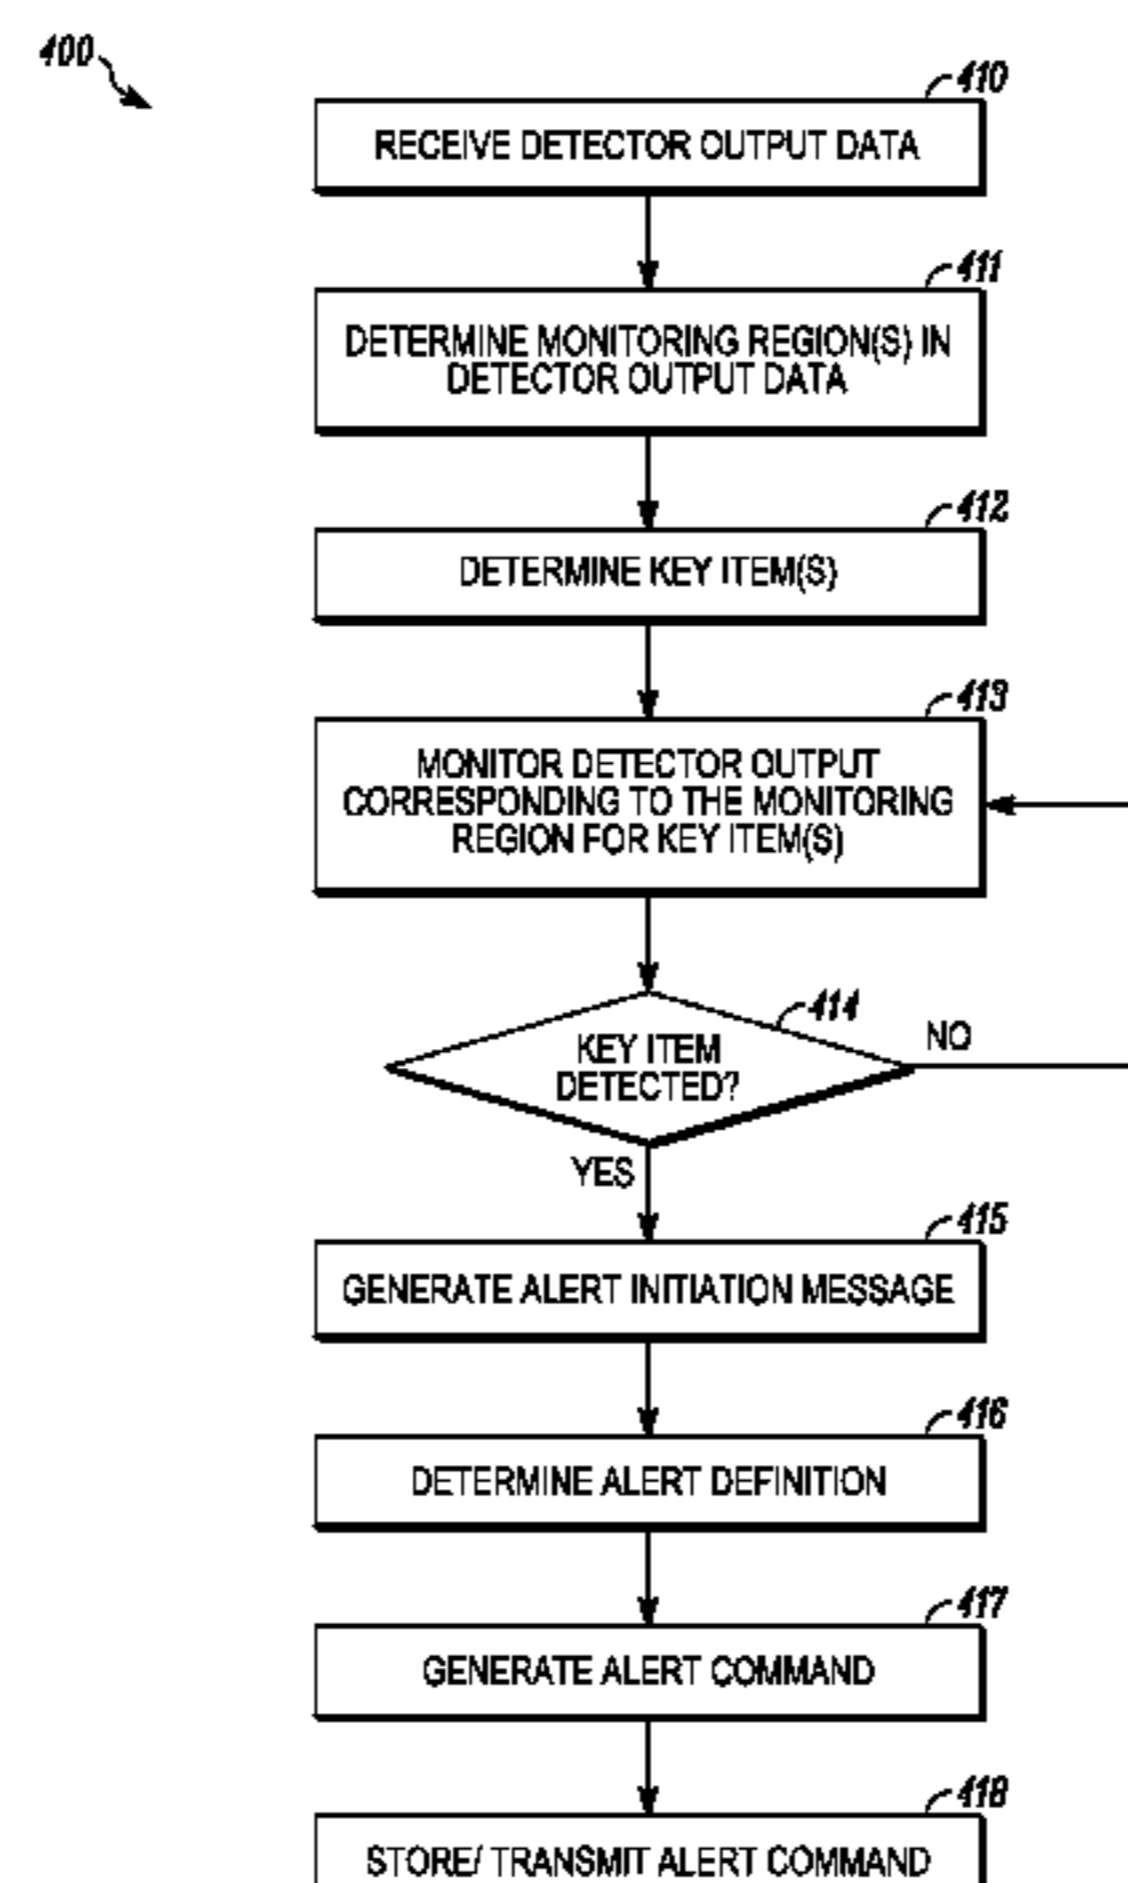 400
410
RECEIVE DETECTOR OUTPUT DATA
411
DETERMINE MONITORING REGION(S) IN
DETECTOR OUTPUT DATA
412
DETERMINE KEY ITEM(S)
413
MONITOR DETECTOR OUTPUT
CORRESPONDING TO THE MONITORING
REGION FOR KEY ITEM(S)
414
KEY ITEM
DETECTED?
NO
YES
415
GENERATE ALERT INITIATION MESSAGE
416
DETERMINE ALERT DEFINITION
417
GENERATE ALERT COMMAND
418
STORE/ TRANSMIT ALERT COMMAND